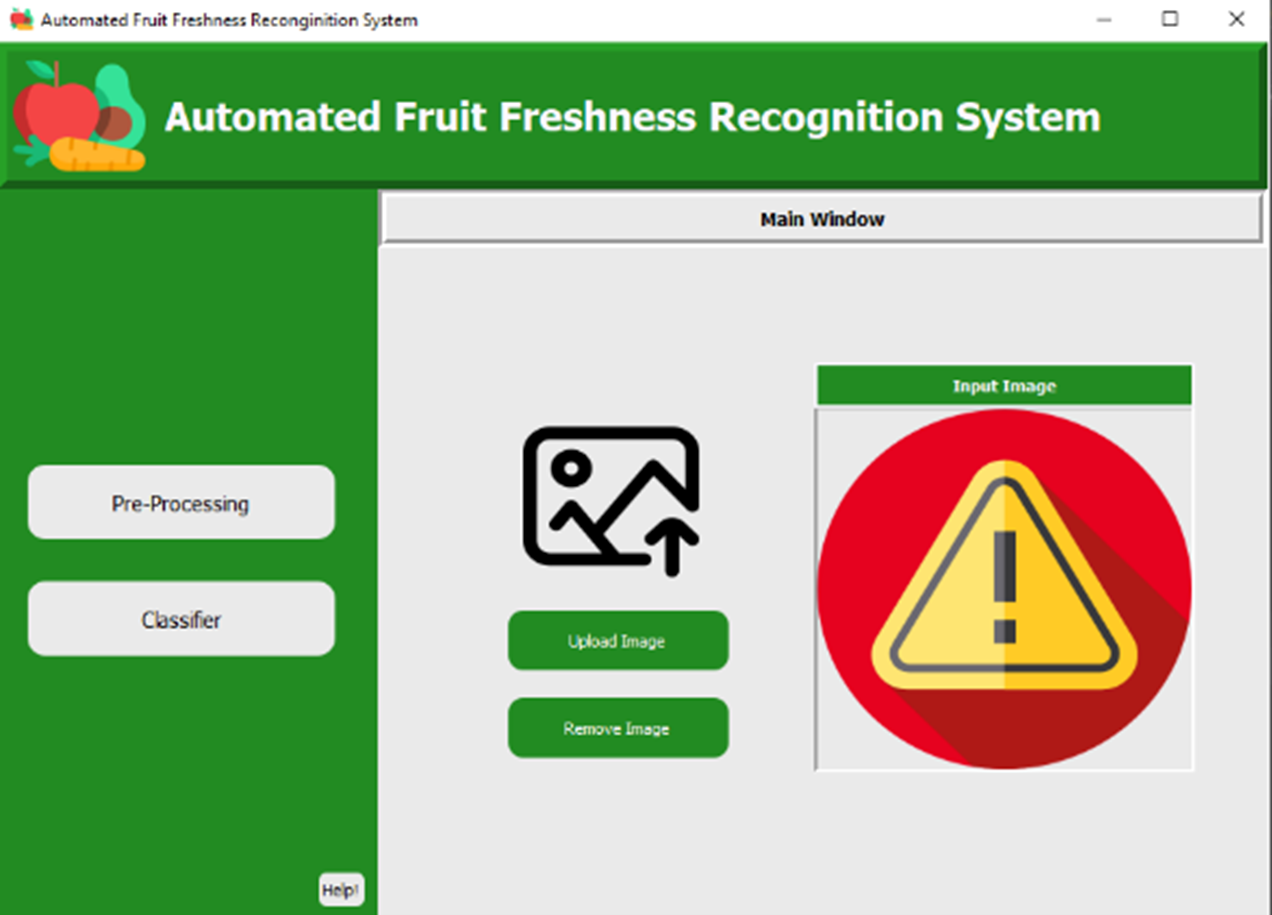 Automated Fruit Freshness Reconginition System
Automated Fruit Freshness Recognition System
Main Window
Input Image
Pre-Processing
Classifier
Upload Image
Remove Image
Help!